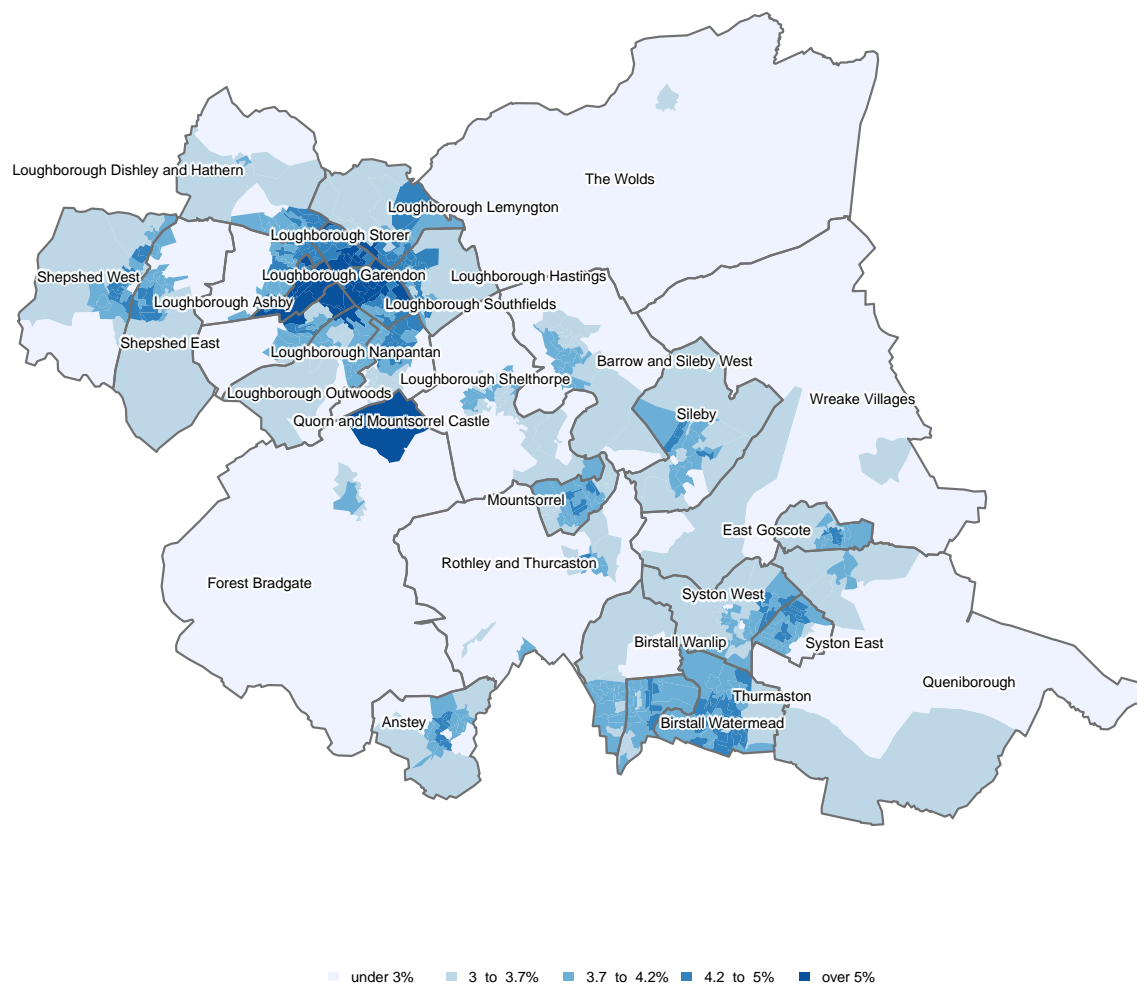 The Wolds
Loughborough Dishley and Hathern
Loughborough Lemyngton
Loughborough Storer
Shepshed West
Loughborough Garendon
Loughborough Hastings
Loughborough Ashby
Loughborough Southfields
Shepshed East
Loughborough Nanpantan
Barrow and Sileby West
Loughborough Shelthorpe
Loughborough Outwoods
Wreake Villages
Sileby
Quorn and Mountsorrel Castle
Mountsorrel
East Goscote
Rothley and Thurcaston
Forest Bradgate
Syston West
Birstall Wanlip
Syston East
Queniborough
Thurmaston
Anstey
Birstall Watermead
under 3%
3 to 3.7%
3.7 to 4.2%
4.2 to 5%
over 5%